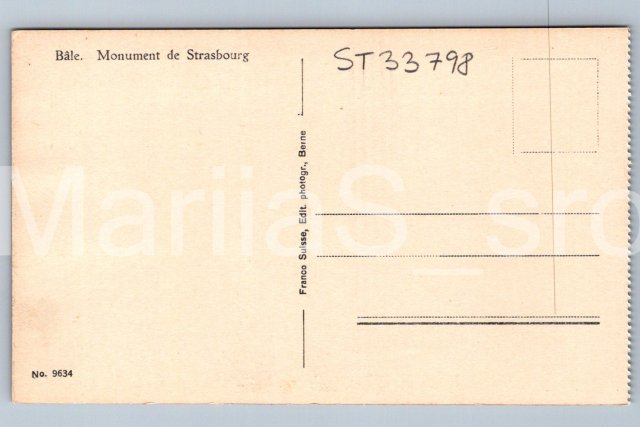 Bâle. Monument de Strasbourg
ST33798
Franco Suisse, Edit. photogr., Berne
No. 9634
MariiaS_sro